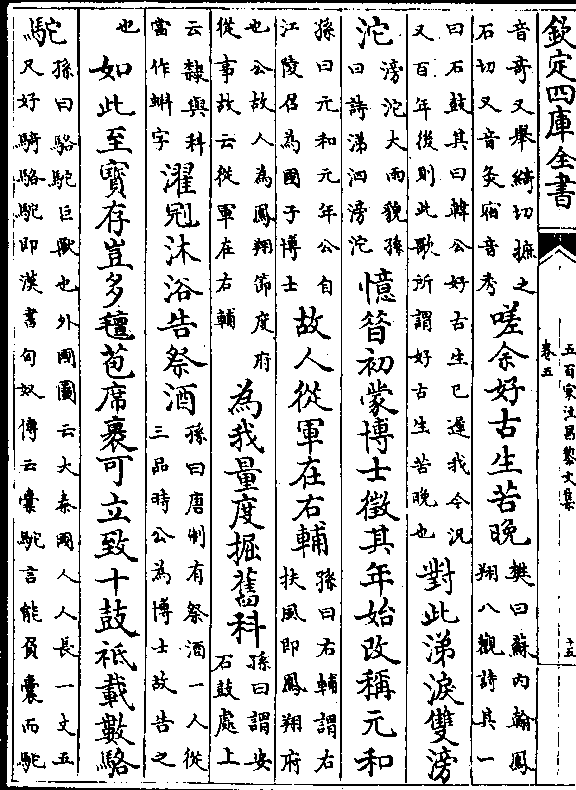 欽定四庫全書
五百家注昌黎文集
卷五
十五
音竒又舉綺切摭之
石切又音灸宿音秀
嗟余好古生苦晚
樊曰蘇内翰鳳
翔八觀詩其一
曰石鼓其曰韓公好古生已遲我今況
又百年後則此歌所謂好古生苦晚也
對此涕淚雙滂
沱
滂沱大雨貌孫
曰詩涕泗滂沱
憶昔初蒙博士徵其年始改稱元和
孫曰元和元年公自
江陵召為國子博士
故人從軍在右輔
孫曰右輔謂右
扶風即鳳翔府
也公故人為鳳翔節度府
從事故云從軍在右輔
為我量度掘舊科
孫曰謂安
石鼓處上
云隸與科
當作蚪字
濯冠沐浴告祭酒
孫曰唐制有祭酒一人從
三品時公為博士故告之
也
如此至寶存豈多氊苞席裹可立致十鼓祗載數駱
駝
孫曰駱駝巨獸也外國圖云大秦國人人長一丈五
尺好騎駱駝即漢書匈奴傳云囊駝言能負囊而駝